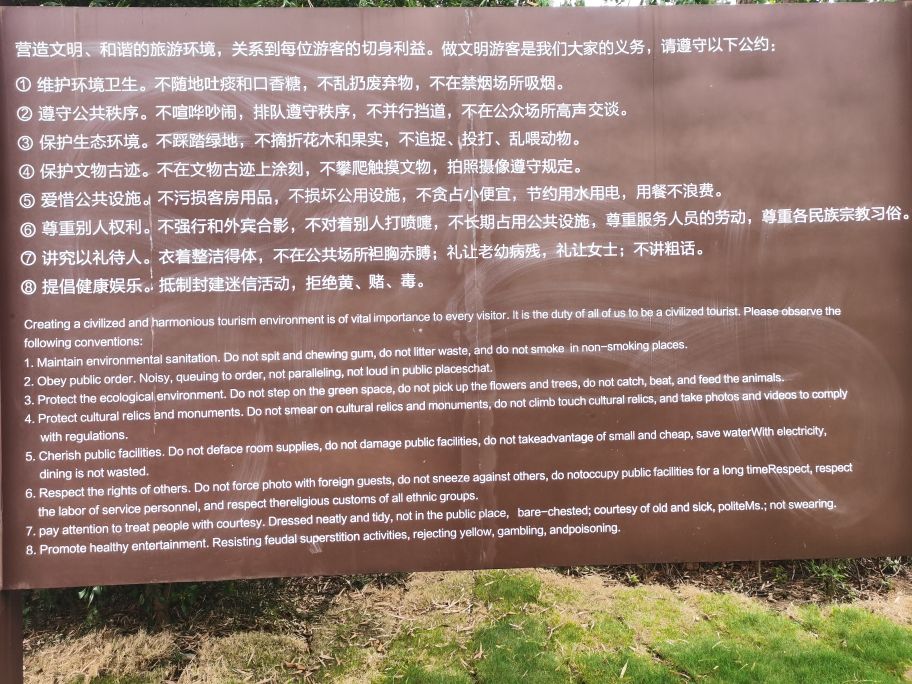 营造文明、和谐的旅游环境，关系到每位游客的切身利益。做文明游客是我们大家的义务，请遵守以下公约：
① 维护环境卫生。不随地吐痰和口香糖，不乱扔废弃物，不在禁烟场所吸烟。
② 遵守公共秩序。不喧哗吵闹，排队遵守秩序，不并行挡道，不在公众场所高声交谈。
③ 保护生态环境。不踩踏绿地，不摘折花木和果实，不追捉、投打、乱喂动物。
④ 保护文物古迹。不在文物古迹上涂刻，不攀爬触摸文物，拍照摄像遵守规定。
⑤ 爱惜公共设施。不污损客房用品，不损坏公用设施，不贪占小便宜，节约用水用电，用餐不浪费。
⑥ 尊重别人权利。不强行和外宾合影，不对着别人打喷嚏，不长期占用公共设施，尊重服务人员的劳动，尊重各民族宗教习俗。
⑦ 讲究以礼待人。衣着整洁得体，不在公共场所袒胸赤膊；礼让老幼病残，礼让女士；不讲粗话。
⑧ 提倡健康娱乐。抵制封建迷信活动，拒绝黄、赌、毒。
Creating a civilized and harmonious tourism environment is of vital importance to every visitor. It is the duty of all of us to be a civilized tourist. Please observe the
following conventions:
1. Maintain environmental sanitation. Do not spit and chewing gum, do not litter waste, and do not smoke in non-smoking places.
2. Obey public order. Noisy, queuing to order, not paralleling, not loud in public placeschat.
3. Protect the ecological environment. Do not step on the green space, do not pick up the flowers and trees, do not catch, beat, and feed the animals.
4. Protect cultural relics and monuments. Do not smear on cultural relics and monuments, do not climb touch cultural relics, and take photos and videos to comply
with regulations.
5. Cherish public facilities. Do not deface room supplies, do not damage public facilities, do not takeadvantage of small and cheap, save waterWith electricity,
dining is not wasted.
6. Respect the rights of others. Do not force photo with foreign guests, do not sneeze against others, do notoccupy public facilities for a long timeRespect, respect
the labor of service personnel, and respect thereligious customs of all ethnic groups.
7. pay attention to treat people with courtesy. Dressed neatly and tidy, not in the public place, bare-chested; courtesy of old and sick, politeMs.; not swearing.
8. Promote healthy entertainment. Resisting feudal superstition activities, rejecting yellow, gambling, andpoisoning.